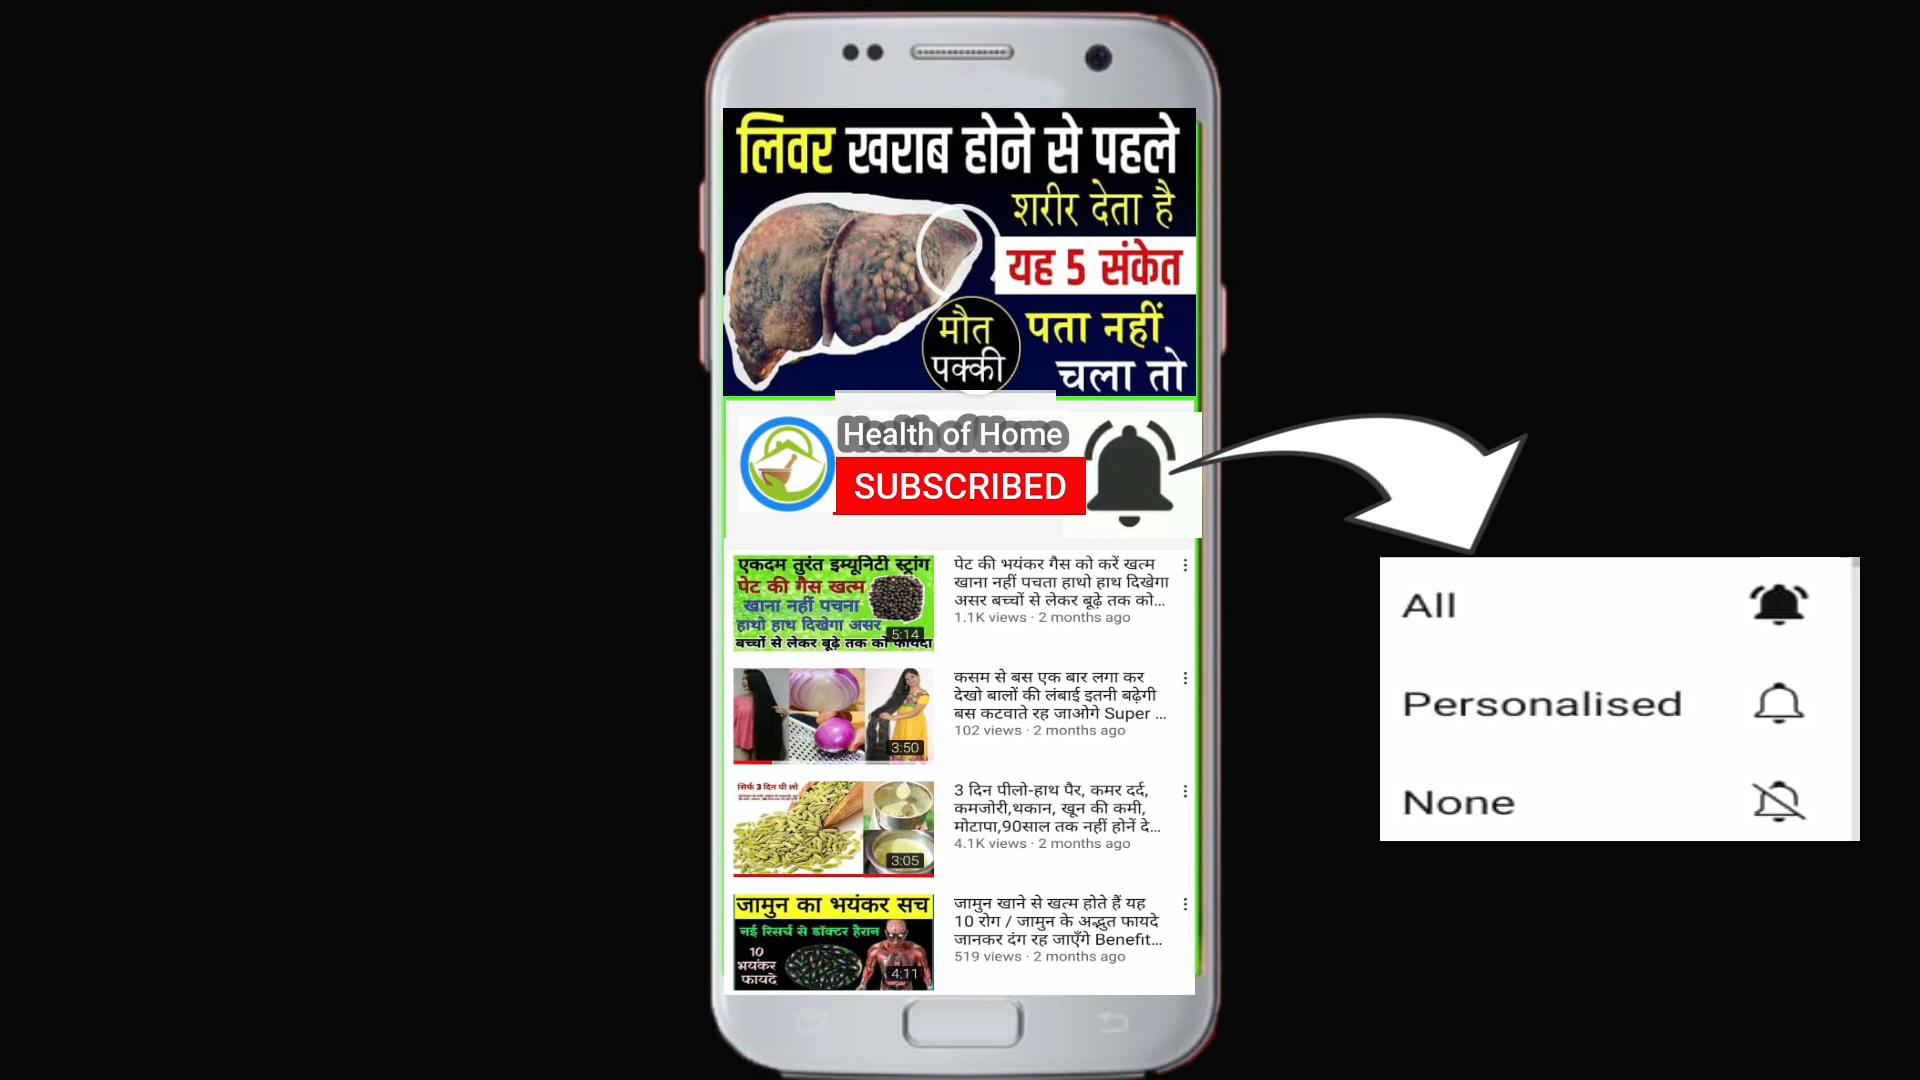 लिवर खराब होने से पहले
शरीर देता है
यह 5 संकेत
मौत
पक्की
पता नहीं
चला तो
Health of Home
SUBSCRIBED
एकदम तुरंत इम्यूनिटी स्ट्रांग
पेट की गैस खत्म
खाना नहीं पचना
हाथो हाथ दिखेगा असर
5:14
बच्चों से लेकर बूढ़े तक को फायदा
पेट की भयंकर गैस को करें खत्म
खाना नहीं पचता हाथो हाथ दिखेगा
असर बच्चों से लेकर बूढ़े तक को...
1.1K views · 2 months ago
3:50
कसम से बस एक बार लगा कर
देखो बालों की लंबाई इतनी बढ़ेगी
बस कटवाते रह जाओगे Super ...
102 views · 2 months ago
सिर्फ 3 दिन पी लो
3:05
3 दिन पीलो-हाथ पैर, कमर दर्द,
कमजोरी,थकान, खून की कमी,
मोटापा,90साल तक नहीं होनें दे...
4.1K views · 2 months ago
जामुन का भयंकर सच
नई रिसर्च से डॉक्टर हैरान
10
भयंकर
फायदे
4:11
जामुन खाने से खत्म होते हैं यह
10 रोग / जामुन के अद्भुत फायदे
जानकर दंग रह जाएँगे Benefit...
519 views · 2 months ago
All
Personalised
None